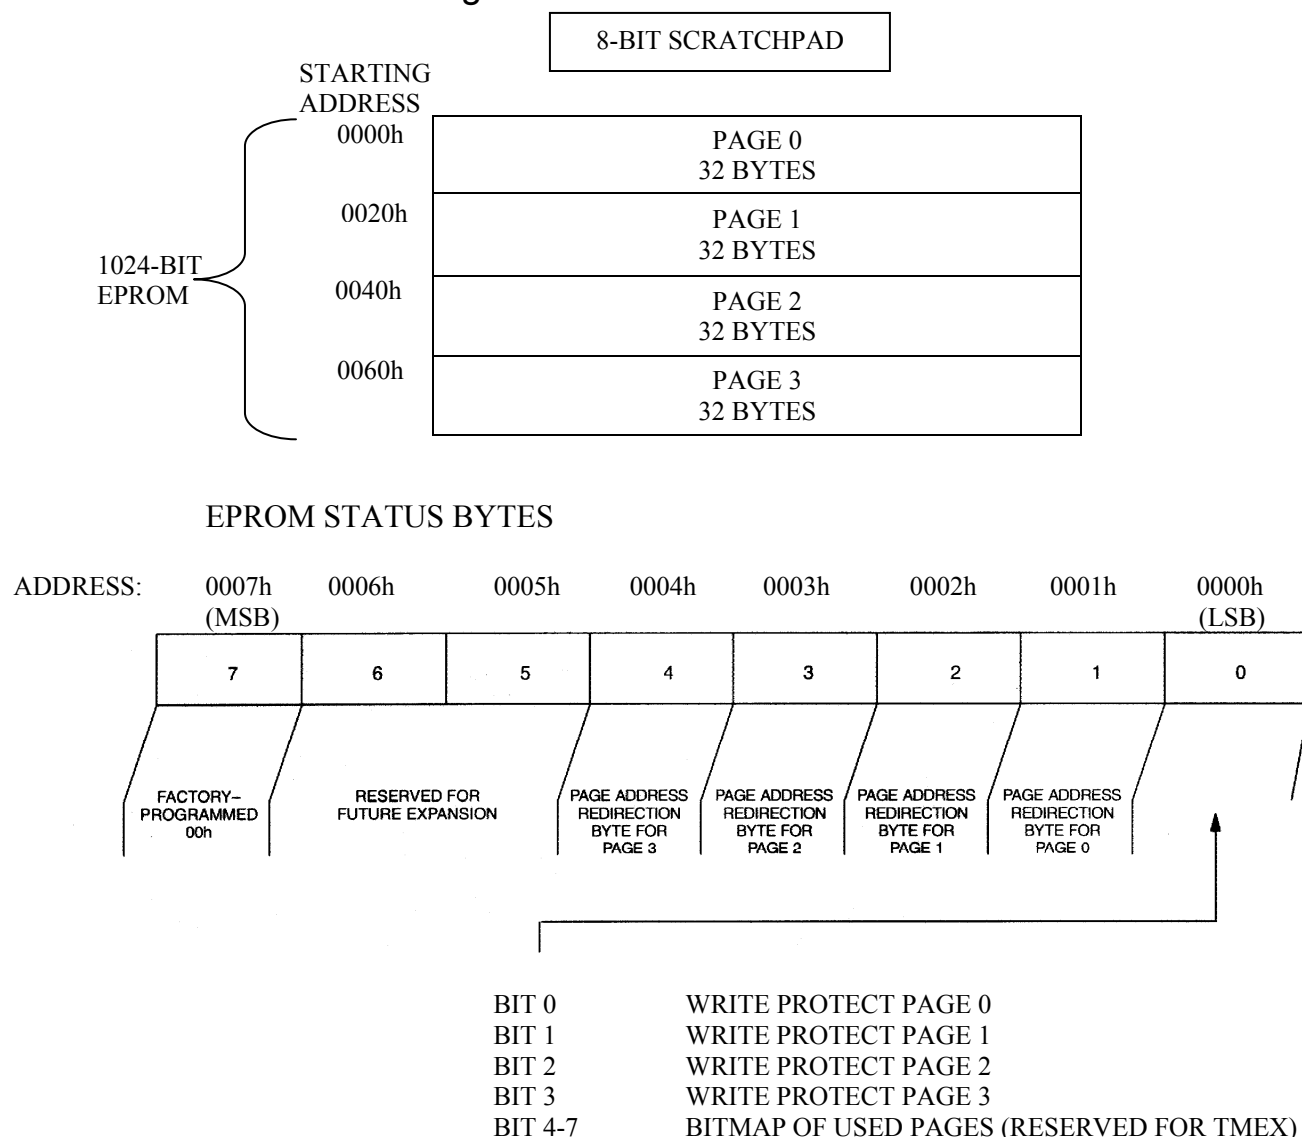 8-BIT SCRATCHPAD
STARTING
ADDRESS
0000h
PAGE 0
32 BYTES
0020h
PAGE 1
32 BYTES
1024-BIT
EPROM
0040h
PAGE 2
32 BYTES
0060h
PAGE 3
32 BYTES
EPROM STATUS BYTES
ADDRESS: 0007h 0006h 0005h 0004h 0003h 0002h 0001h 0000h
(MSB) (LSB)
7 6 5 4 3 2 1 0
FACTORY–
PROGRAMMED
00h
RESERVED FOR
FUTURE EXPANSION
PAGE ADDRESS
REDIRECTION
BYTE FOR
PAGE 3
PAGE ADDRESS
REDIRECTION
BYTE FOR
PAGE 2
PAGE ADDRESS
REDIRECTION
BYTE FOR
PAGE 1
PAGE ADDRESS
REDIRECTION
BYTE FOR
PAGE 0
BIT 0 WRITE PROTECT PAGE 0
BIT 1 WRITE PROTECT PAGE 1
BIT 2 WRITE PROTECT PAGE 2
BIT 3 WRITE PROTECT PAGE 3
BIT 4-7 BITMAP OF USED PAGES (RESERVED FOR TMEX)